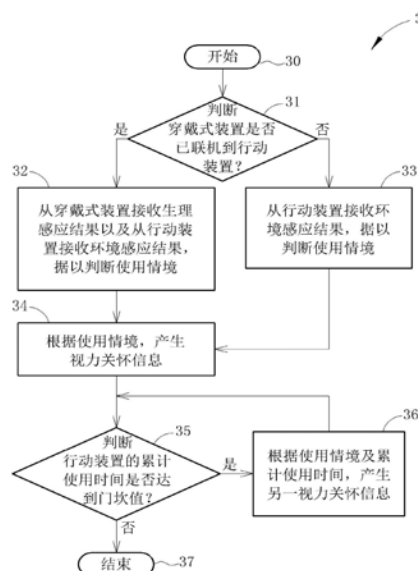 3
开始
30
判断
穿戴式装置是否
已联机到行动
装置？
31
是
否
32
从穿戴式装置接收生理
感应结果以及从行动装
置接收环境感应结果，
据以判断使用情境
33
从行动装置接收环
境感应结果，据以
判断使用情境
34
根据使用情境，产生
视力关怀信息
35
判断
行动装置的累计
使用时间是否达
到门坎值？
是
36
根据使用情境及累
计使用时间，产生
另一视力关怀信息
否
结束
37